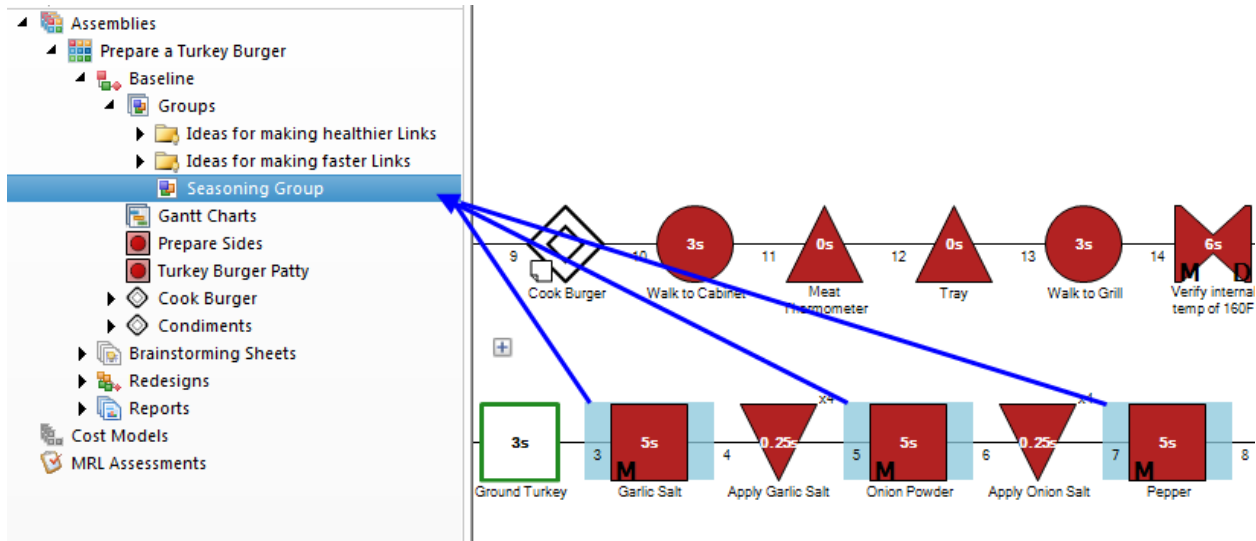 Assemblies
Prepare a Turkey Burger
Baseline
Groups
Ideas for making healthier Links
Ideas for making faster Links
Seasoning Group
Gantt Charts
Prepare Sides
Turkey Burger Patty
Cook Burger
Condiments
Brainstorming Sheets
Redesigns
Reports
Cost Models
MRL Assessments
9 10 3s 11 0s 12 0s 13 3s 14 6s
M D
Cook Burger Walk to Cabinet Meat Tray Walk to Grill Verify internal
Thermometer temp of 160F
x4 x4
3s 3 5s 4 0.25s 5 5s 6 0.25s 7 5s 8
M M M
Ground Turkey Garlic Salt Apply Garlic Salt Onion Powder Apply Onion Salt Pepper